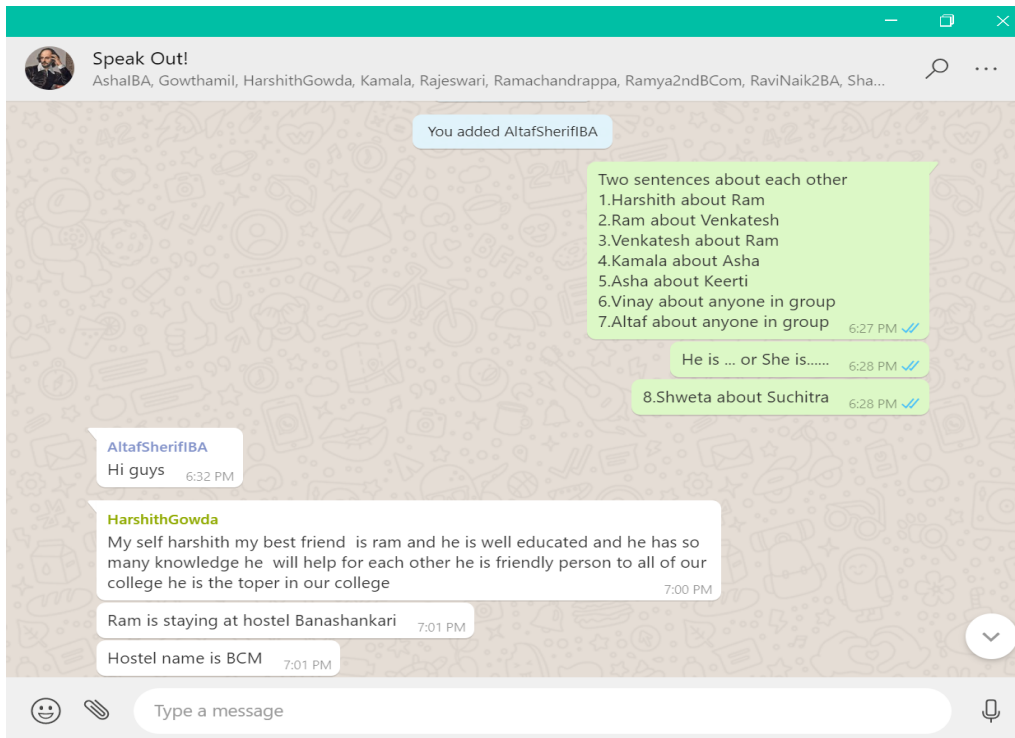 Speak Out!
AshaIBA, Gowthamil, HarshithGowda, Kamala, Rajeswari, Ramachandrappa, Ramya2ndBCom, RaviNaik2BA, Sha...
You added AltafSherifIBA
Two sentences about each other
1.Harshith about Ram
2.Ram about Venkatesh
3.Venkatesh about Ram
4.Kamala about Asha
5.Asha about Keerti
6.Vinay about anyone in group
7.Altaf about anyone in group 6:27 PM
He is ... or She is...... 6:28 PM
8.Shweta about Suchitra 6:28 PM
AltafSherifIBA
Hi guys 6:32 PM
HarshithGowda
My self harshith my best friend is ram and he is well educated and he has so
many knowledge he will help for each other he is friendly person to all of our
college he is the toper in our college 7:00 PM
Ram is staying at hostel Banashankari 7:01 PM
Hostel name is BCM 7:01 PM
Type a message